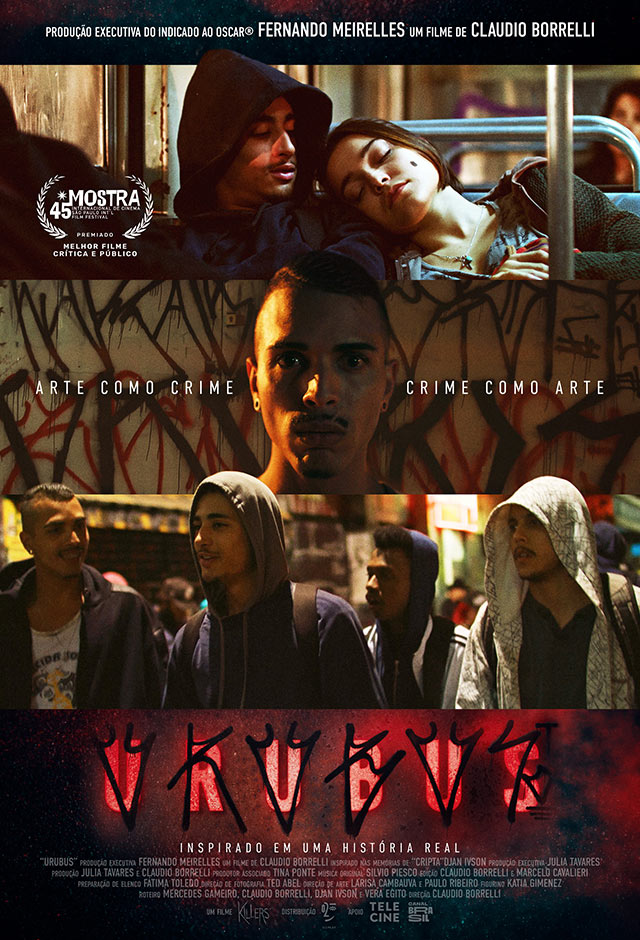 PRODUÇÃO EXECUTIVA DO INDICADO AO OSCAR® FERNANDO MEIRELLES UM FILME DE CLAUDIO BORRELLI
45 MOSTRA
INTERNACIONAL DE CINEMA
SÃO PAULO INT'L
FILM FESTIVAL
PREMIADO
MELHOR FILME
CRÍTICA E PÚBLICO
ARTE COMO CRIME CRIME COMO ARTE
URUBUS
INSPIRADO EM UMA HISTÓRIA REAL
"URUBUS" PRODUÇÃO EXECUTIVA FERNANDO MEIRELLES UM FILME DE CLAUDIO BORRELLI INSPIRADO NAS MEMÓRIAS DE "CRIPTA" DJAN IVSON PRODUÇÃO EXECUTIVA JULIA TAVARES
PRODUÇÃO JULIA TAVARES E CLAUDIO BORRELLI PRODUTOR ASSOCIADO TINA PONTE MÚSICA ORIGINAL SILVIO PIESCO EDIÇÃO CLAUDIO BORRELLI E MARCELO CAVALIERI
PREPARAÇÃO DE ELENCO FATIMA TOLEDO DIREÇÃO DE FOTOGRAFIA TED ABEL DIREÇÃO DE ARTE LARISA CAMBAUVA E PAULO RIBEIRO FIGURINO KATIA GIMENEZ
ROTEIRO MERCEDES GAMEIRO, CLAUDIO BORRELLI, DJAN IVSON E VERA EGITO DIREÇÃO CLAUDIO BORRELLI
UM FILME KILLERS DISTRIBUIÇÃO APOIO TELE CINE CANAL BRASIL